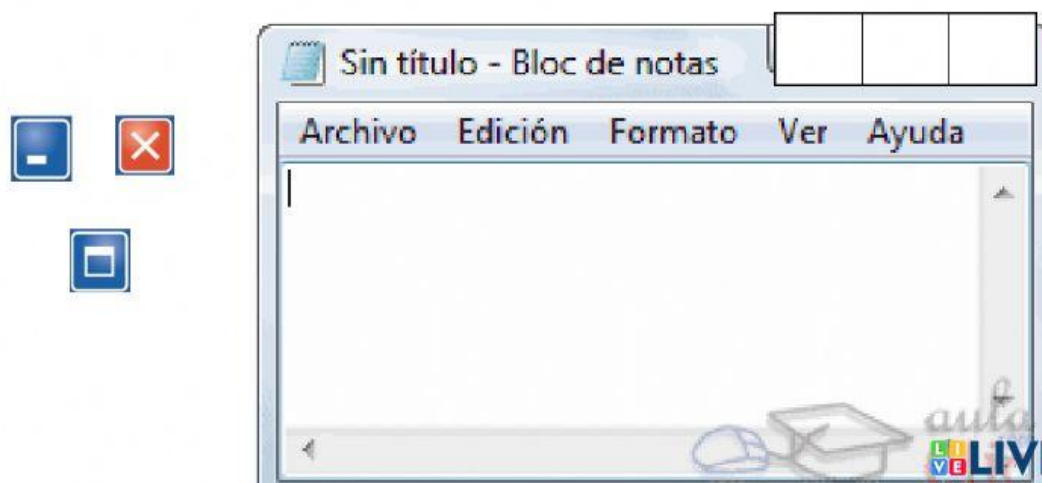 Sin título - Bloc de notas
Archivo Edición Formato Ver Ayuda
aula
LIVE